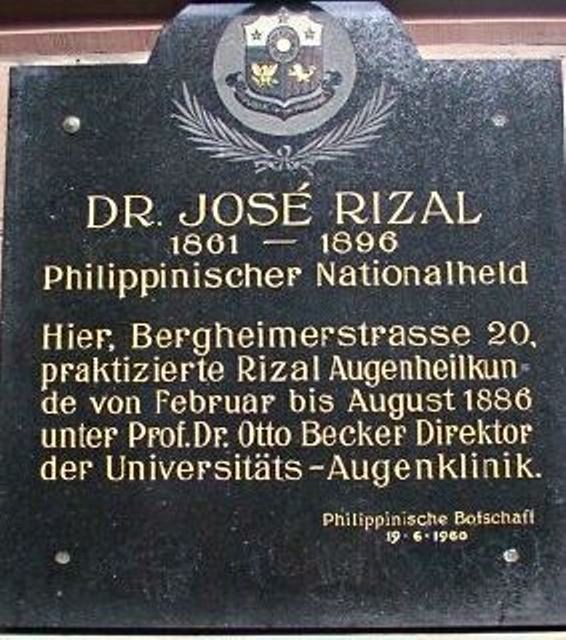 DR. JOSÉ RIZAL
1861 — 1896
Philippinischer Nationalheld
Hier, Bergheimerstrasse 20,
praktizierte Rizal Augenheilkun-
de von Februar bis August 1886
unter Prof. Dr. Otto Becker Direktor
der Universitäts-Augenklinik.
Philippinische Botschaft
19·6·1960